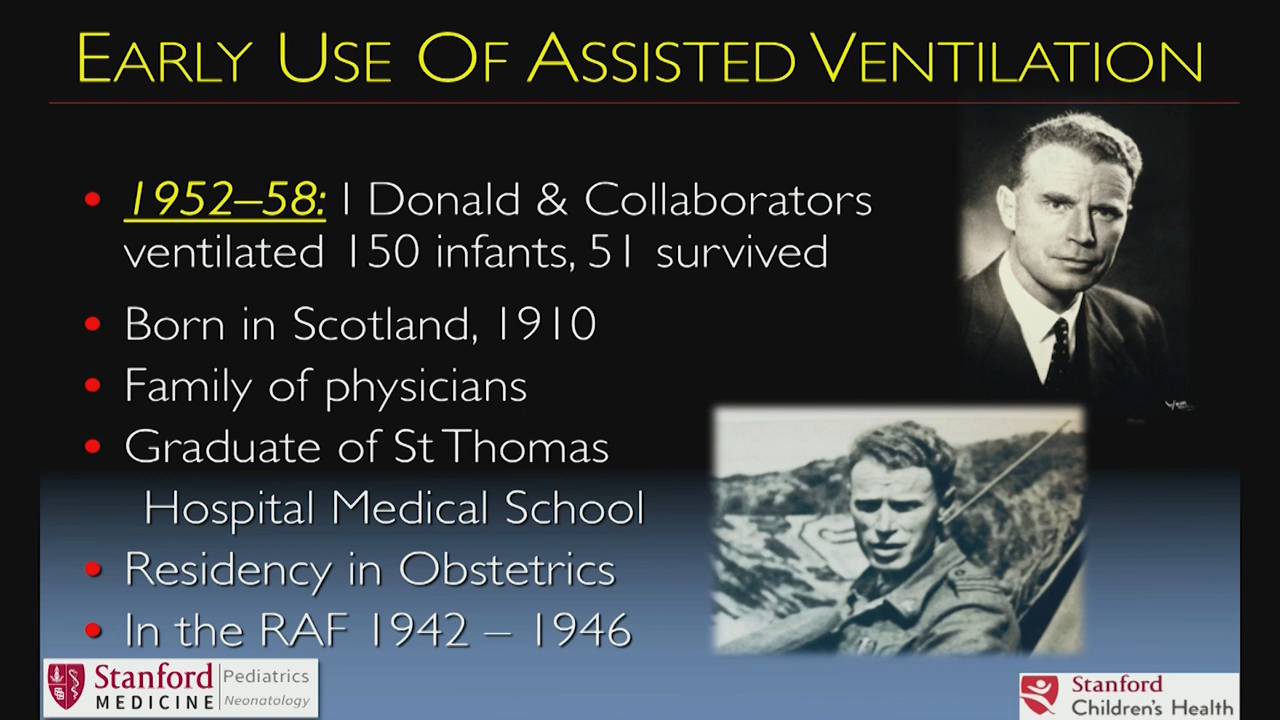 EARLY USE OF ASSISTED VENTILATION
• 1952–58: I Donald & Collaborators
ventilated 150 infants, 51 survived
• Born in Scotland, 1910
• Family of physicians
• Graduate of St Thomas
Hospital Medical School
• Residency in Obstetrics
• In the RAF 1942 – 1946
Stanford
MEDICINE
Pediatrics
Neonatology
Stanford
Children's Health